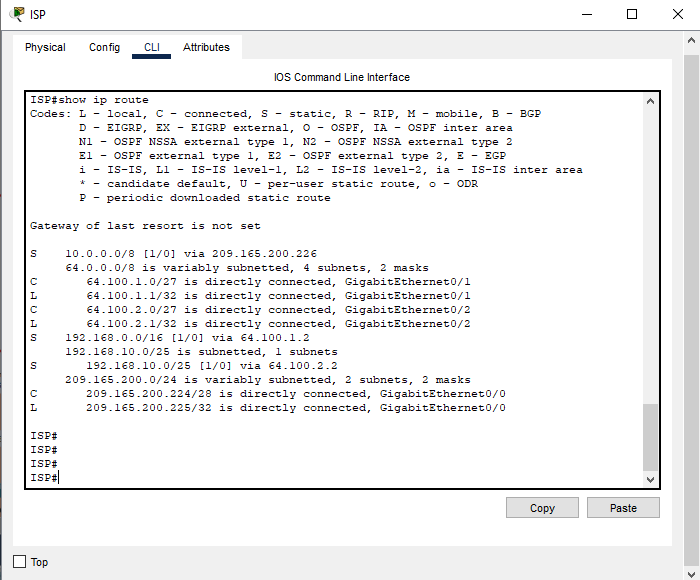 ISP
Physical Config CLI Attributes
IOS Command Line Interface
ISP#show ip route
Codes: L - local, C - connected, S - static, R - RIP, M - mobile, B - BGP
       D - EIGRP, EX - EIGRP external, O - OSPF, IA - OSPF inter area
       N1 - OSPF NSSA external type 1, N2 - OSPF NSSA external type 2
       E1 - OSPF external type 1, E2 - OSPF external type 2, E - EGP
       i - IS-IS, L1 - IS-IS level-1, L2 - IS-IS level-2, ia - IS-IS inter area
       * - candidate default, U - per-user static route, o - ODR
       P - periodic downloaded static route
Gateway of last resort is not set
S    10.0.0.0/8 [1/0] via 209.165.200.226
     64.0.0.0/8 is variably subnetted, 4 subnets, 2 masks
C       64.100.1.0/27 is directly connected, GigabitEthernet0/1
L       64.100.1.1/32 is directly connected, GigabitEthernet0/1
C       64.100.2.0/27 is directly connected, GigabitEthernet0/2
L       64.100.2.1/32 is directly connected, GigabitEthernet0/2
S    192.168.0.0/16 [1/0] via 64.100.1.2
     192.168.10.0/25 is subnetted, 1 subnets
S       192.168.10.0/25 [1/0] via 64.100.2.2
     209.165.200.0/24 is variably subnetted, 2 subnets, 2 masks
C       209.165.200.224/28 is directly connected, GigabitEthernet0/0
L       209.165.200.225/32 is directly connected, GigabitEthernet0/0
ISP#
ISP#
ISP#
ISP#
Copy Paste
Top